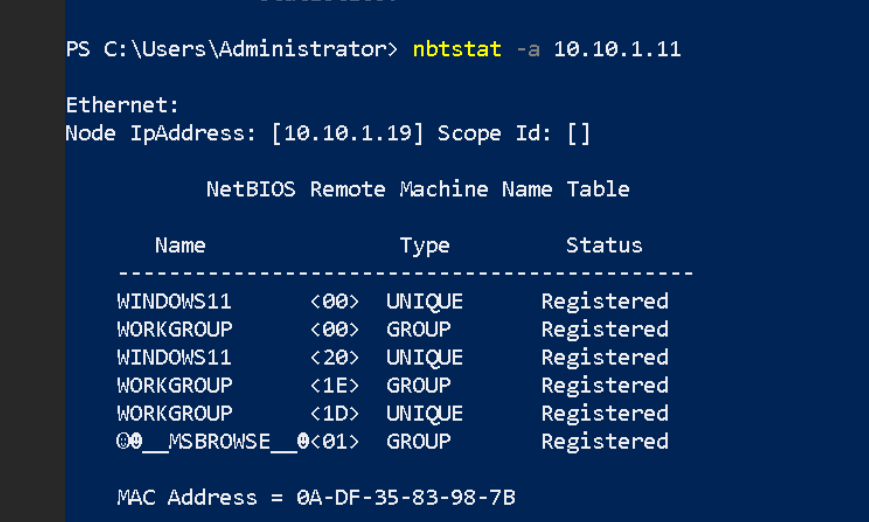 PS C:\Users\Administrator> nbtstat -a 10.10.1.11
Ethernet:
Node IpAddress: [10.10.1.19] Scope Id: []
NetBIOS Remote Machine Name Table
Name Type Status
---------------------------------------------
WINDOWS11 <00> UNIQUE Registered
WORKGROUP <00> GROUP Registered
WINDOWS11 <20> UNIQUE Registered
WORKGROUP <1E> GROUP Registered
WORKGROUP <1D> UNIQUE Registered
☺☻__MSBROWSE__☻<01> GROUP Registered
MAC Address = 0A-DF-35-83-98-7B